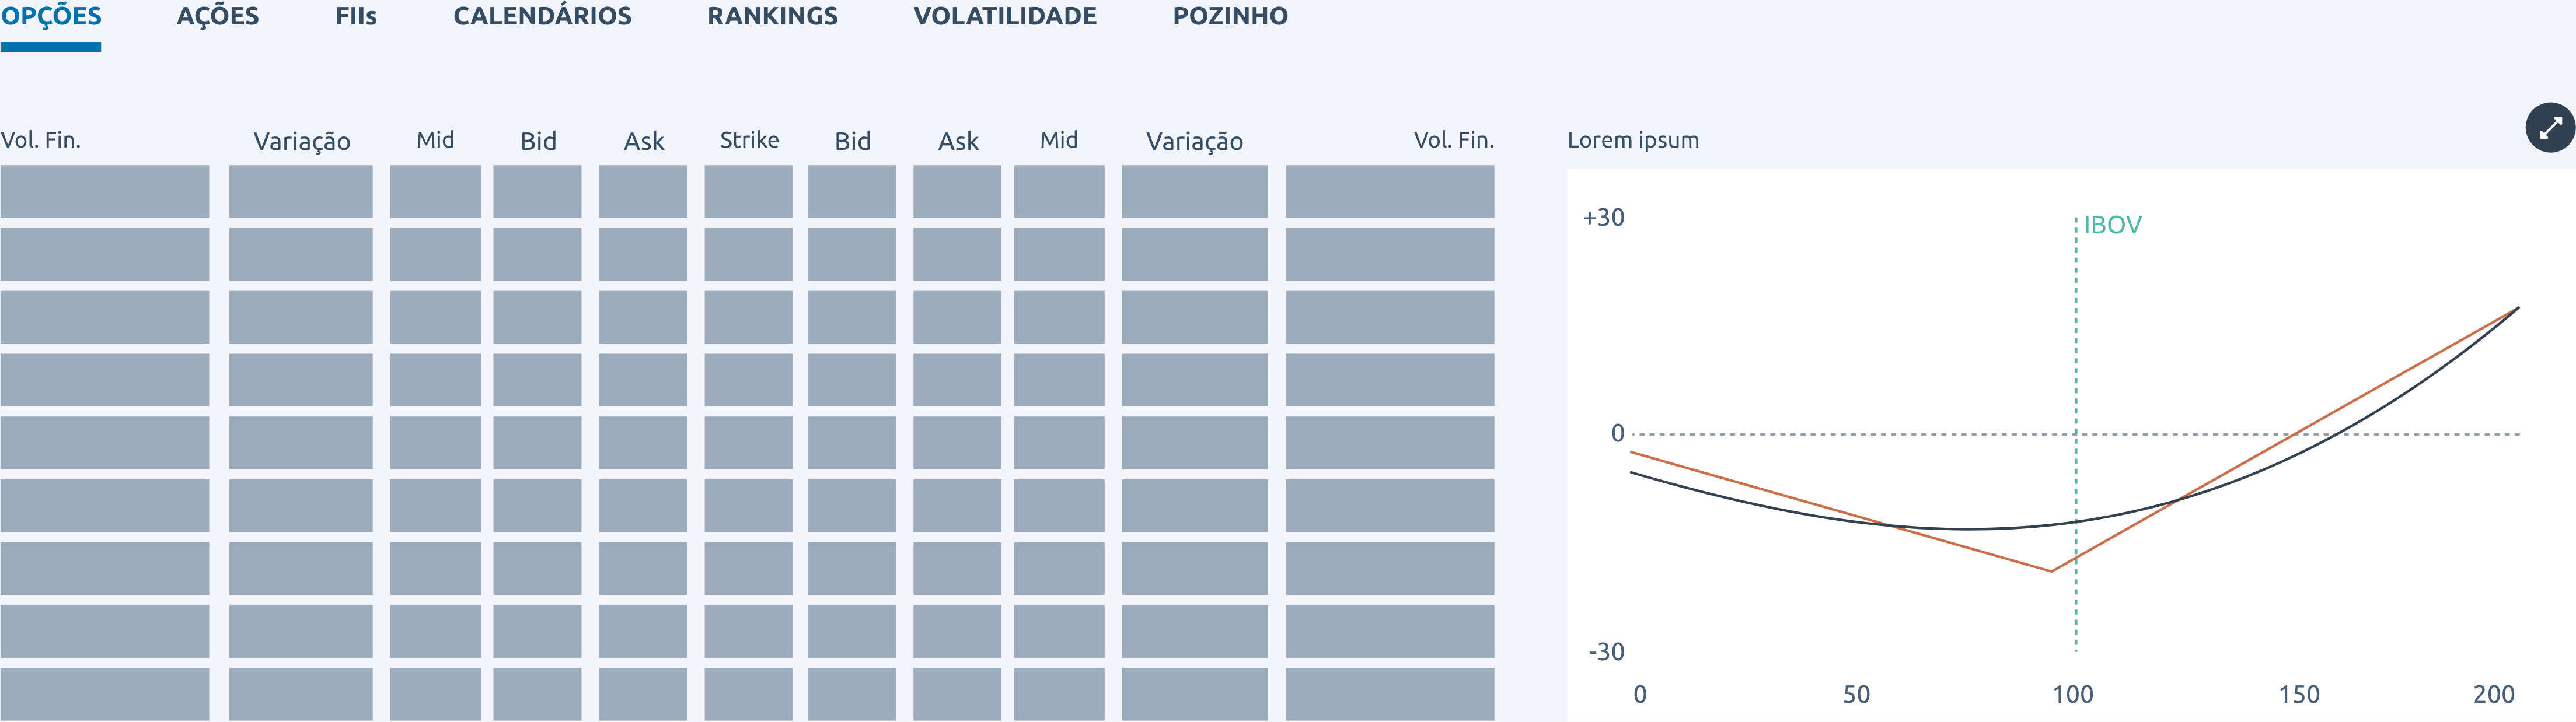 OPÇÕES AÇÕES FIIs CALENDÁRIOS RANKINGS VOLATILIDADE POZINHO
Vol. Fin. Variação Mid Bid Ask Strike Bid Ask Mid Variação Vol. Fin.
Lorem ipsum
+30
IBOV
0
-30
0 50 100 150 200